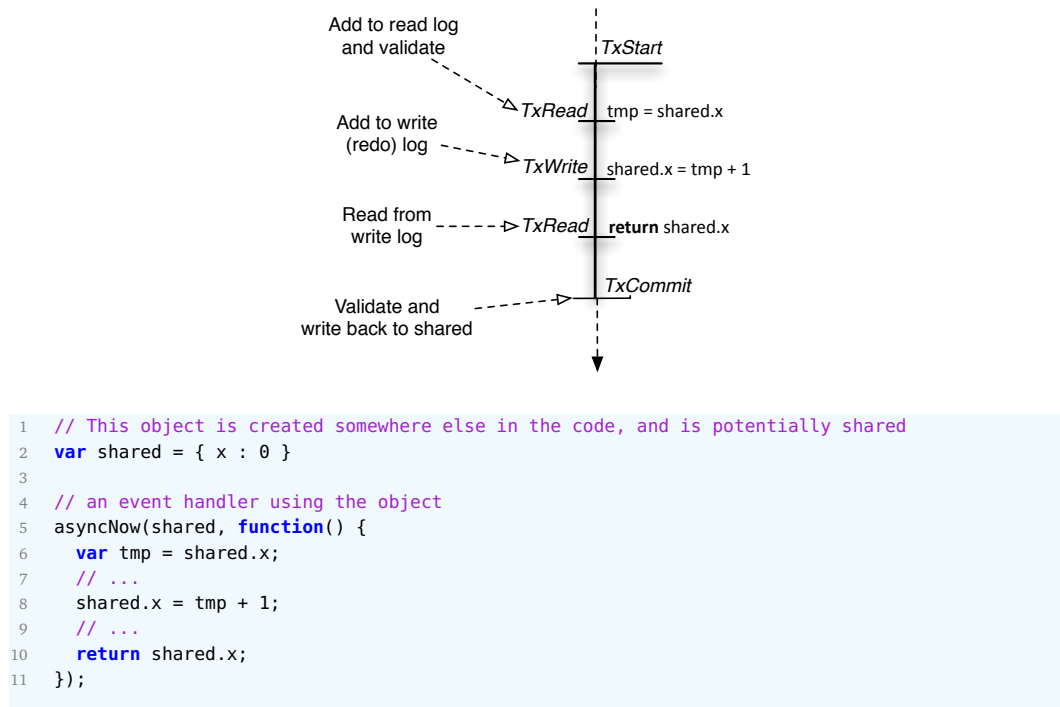 Add to read log
and validate
TxStart
TxRead
tmp = shared.x
Add to write
(redo) log
TxWrite
shared.x = tmp + 1
Read from
write log
TxRead
return shared.x
TxCommit
Validate and
write back to shared
1 // This object is created somewhere else in the code, and is potentially shared
2 var shared = { x : 0 }
3
4 // an event handler using the object
5 asyncNow(shared, function() {
6   var tmp = shared.x;
7   // ...
8   shared.x = tmp + 1;
9   // ...
10   return shared.x;
11 });